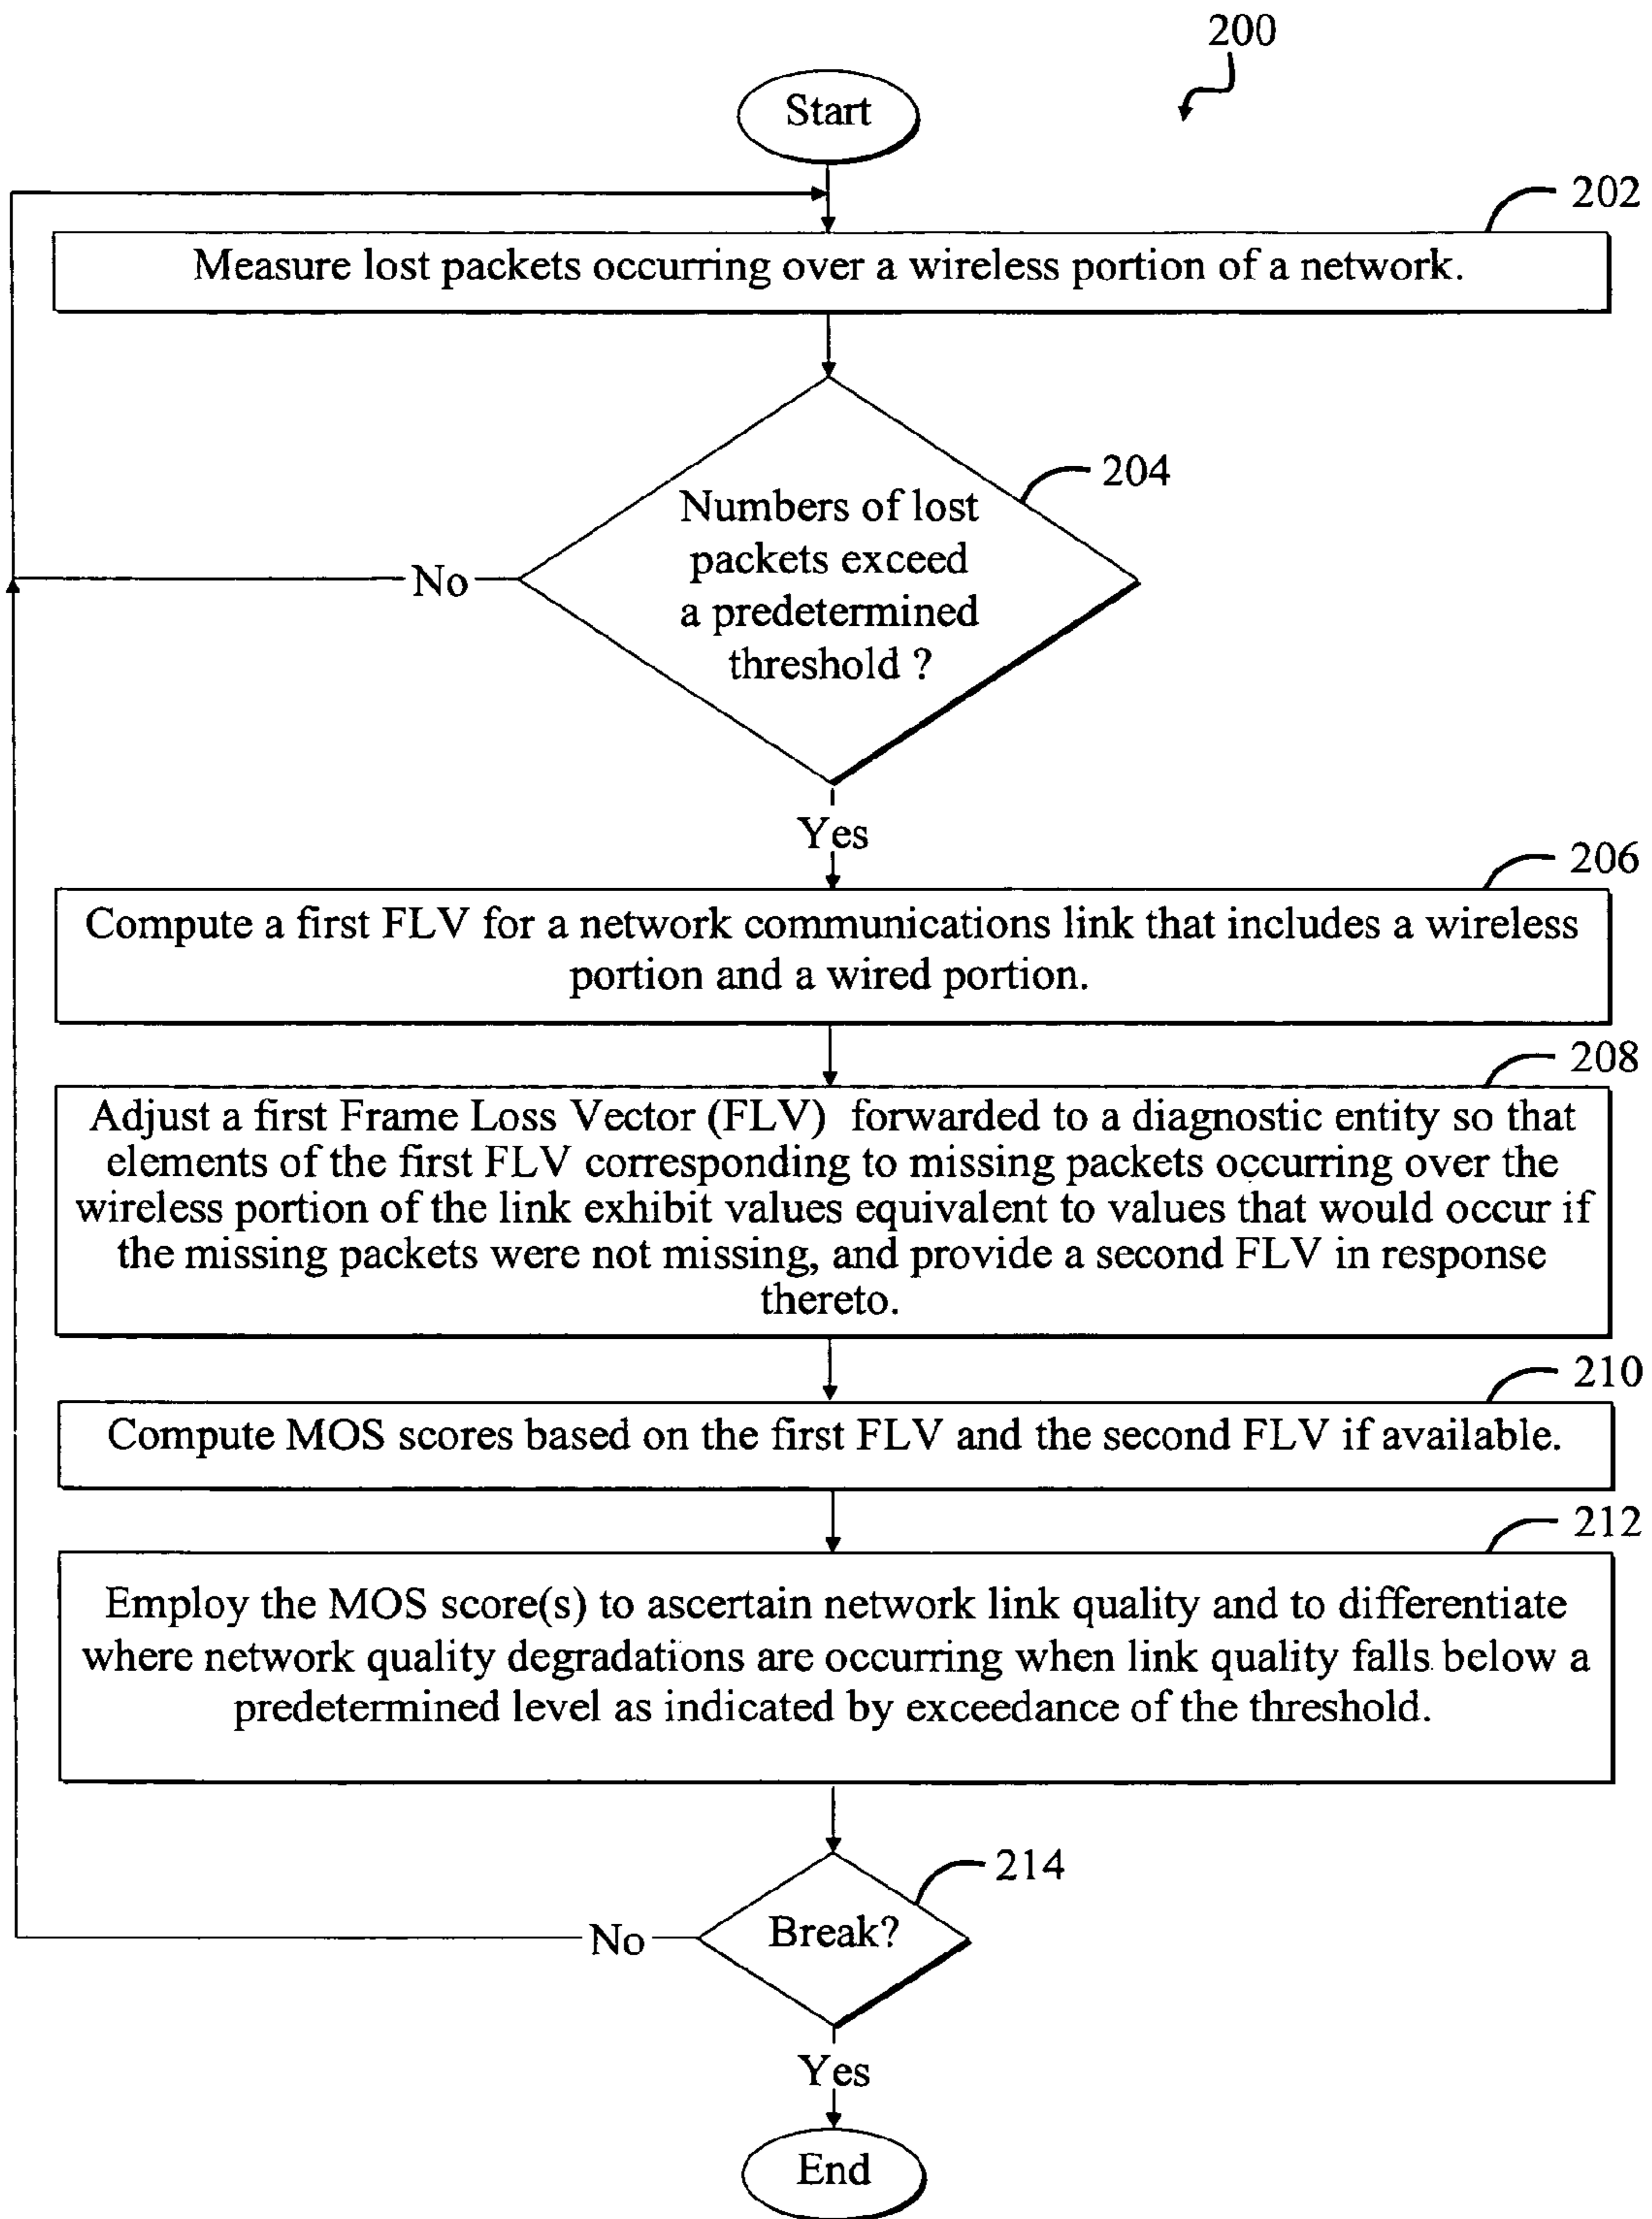 200
Start
202
Measure lost packets occurring over a wireless portion of a network.
204
Numbers of lost
packets exceed
a predetermined
threshold ?
No
Yes
206
Compute a first FLV for a network communications link that includes a wireless
portion and a wired portion.
208
Adjust a first Frame Loss Vector (FLV) forwarded to a diagnostic entity so that
elements of the first FLV corresponding to missing packets occurring over the
wireless portion of the link exhibit values equivalent to values that would occur if
the missing packets were not missing, and provide a second FLV in response
thereto.
210
Compute MOS scores based on the first FLV and the second FLV if available.
212
Employ the MOS score(s) to ascertain network link quality and to differentiate
where network quality degradations are occurring when link quality falls below a
predetermined level as indicated by exceedance of the threshold.
214
Break?
No
Yes
End